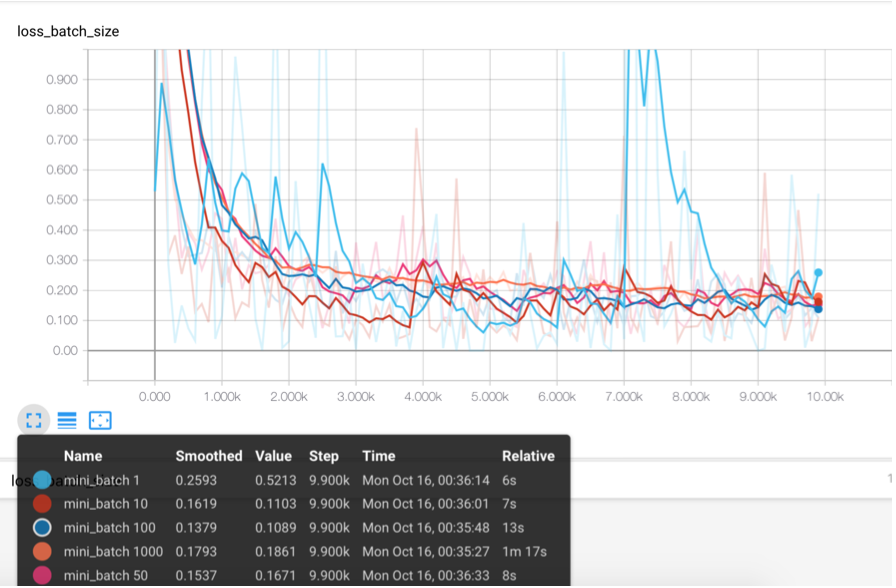 loss_batch_size
0.900
0.800
0.700
0.600
0.500
0.400
0.300
0.200
0.100
0.00
0.000 1.000k 2.000k 3.000k 4.000k 5.000k 6.000k 7.000k 8.000k 9.000k 10.00k
Name Smoothed Value Step Time Relative
mini_batch 1 0.2593 0.5213 9.900k Mon Oct 16, 00:36:14 6s
mini_batch 10 0.1619 0.1103 9.900k Mon Oct 16, 00:36:01 7s
mini_batch 100 0.1379 0.1089 9.900k Mon Oct 16, 00:35:48 13s
mini_batch 1000 0.1793 0.1861 9.900k Mon Oct 16, 00:35:27 1m 17s
mini_batch 50 0.1537 0.1671 9.900k Mon Oct 16, 00:36:33 8s